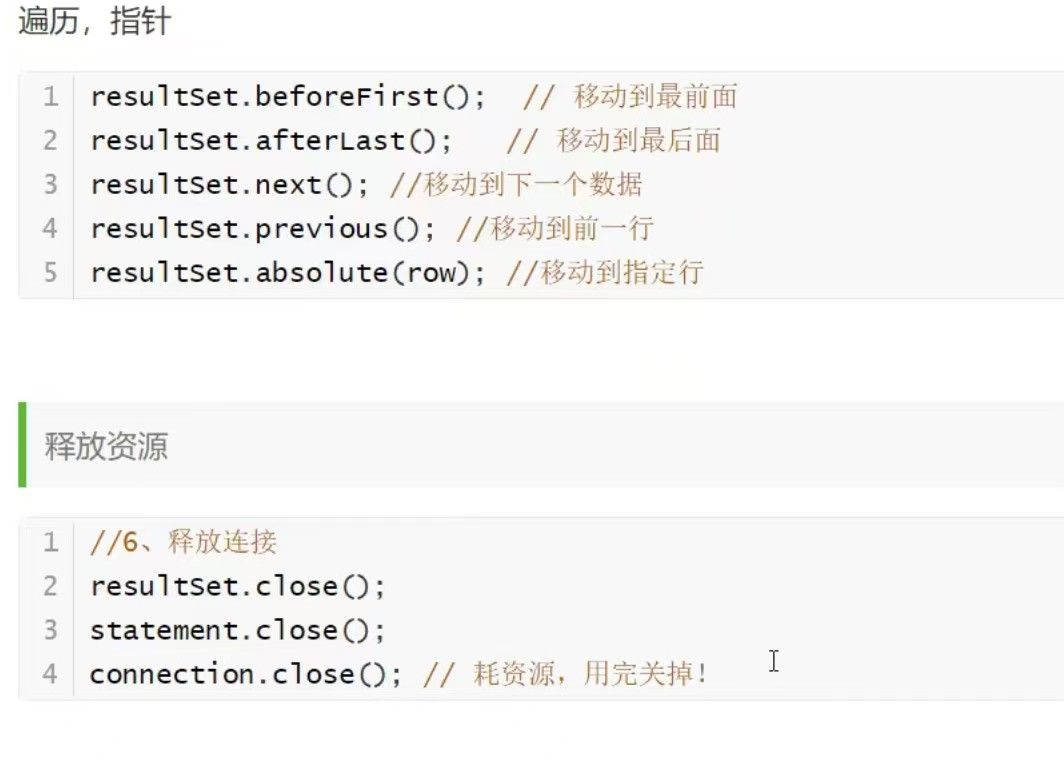 遍历，指针
1 resultSet.beforeFirst();  // 移动到最前面
2 resultSet.afterLast();   // 移动到最后面
3 resultSet.next(); //移动到下一个数据
4 resultSet.previous(); //移动到前一行
5 resultSet.absolute(row); //移动到指定行
释放资源
1 //6、释放连接
2 resultSet.close();
3 statement.close();
4 connection.close(); // 耗资源，用完关掉！